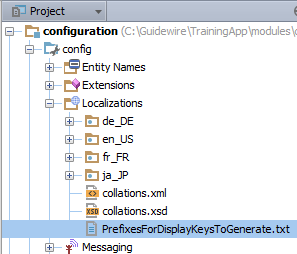 Project
configuration (C:\Guidewire\TrainingApp\modules\
config
Entity Names
Extensions
Localizations
de_DE
en_US
fr_FR
ja_JP
collations.xml
XSD collations.xsd
PrefixesForDisplayKeysToGenerate.txt
Messaging